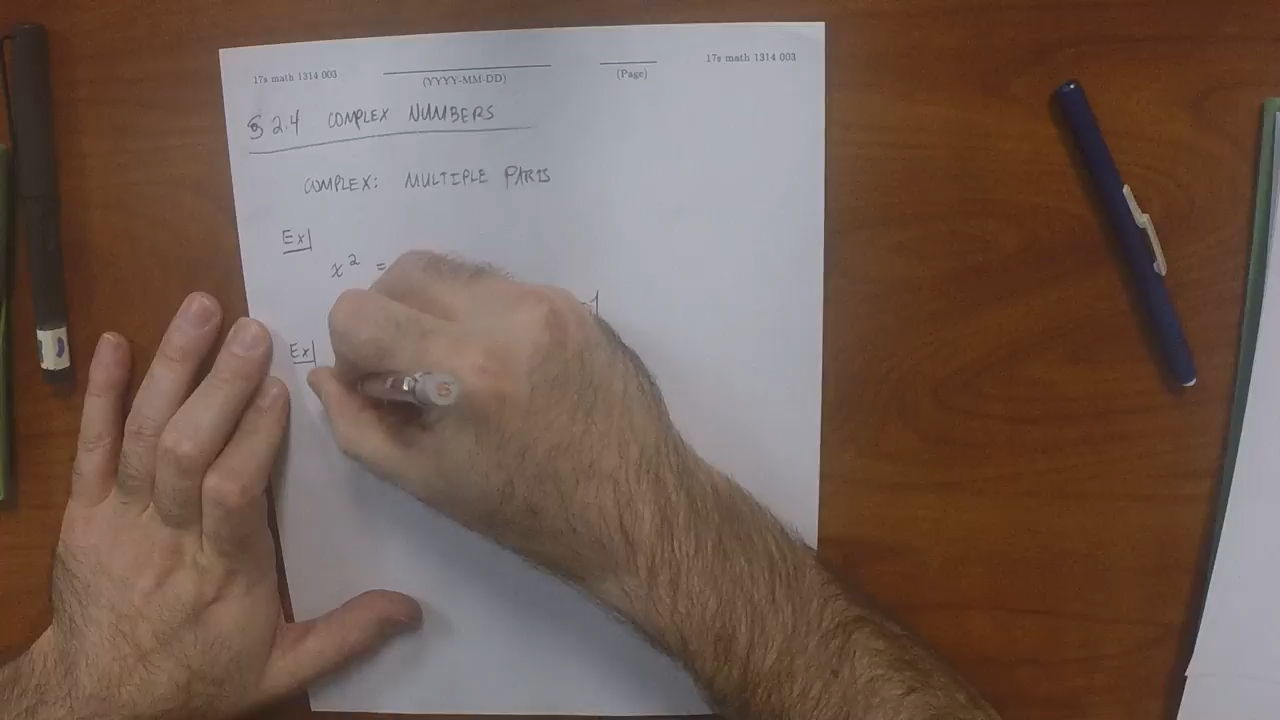 17s math 1314 003 (YYYY-MM-DD) (Page) 17s math 1314 003
§ 2.4 COMPLEX NUMBERS
COMPLEX: MULTIPLE PARTS
Ex
x² =
Ex